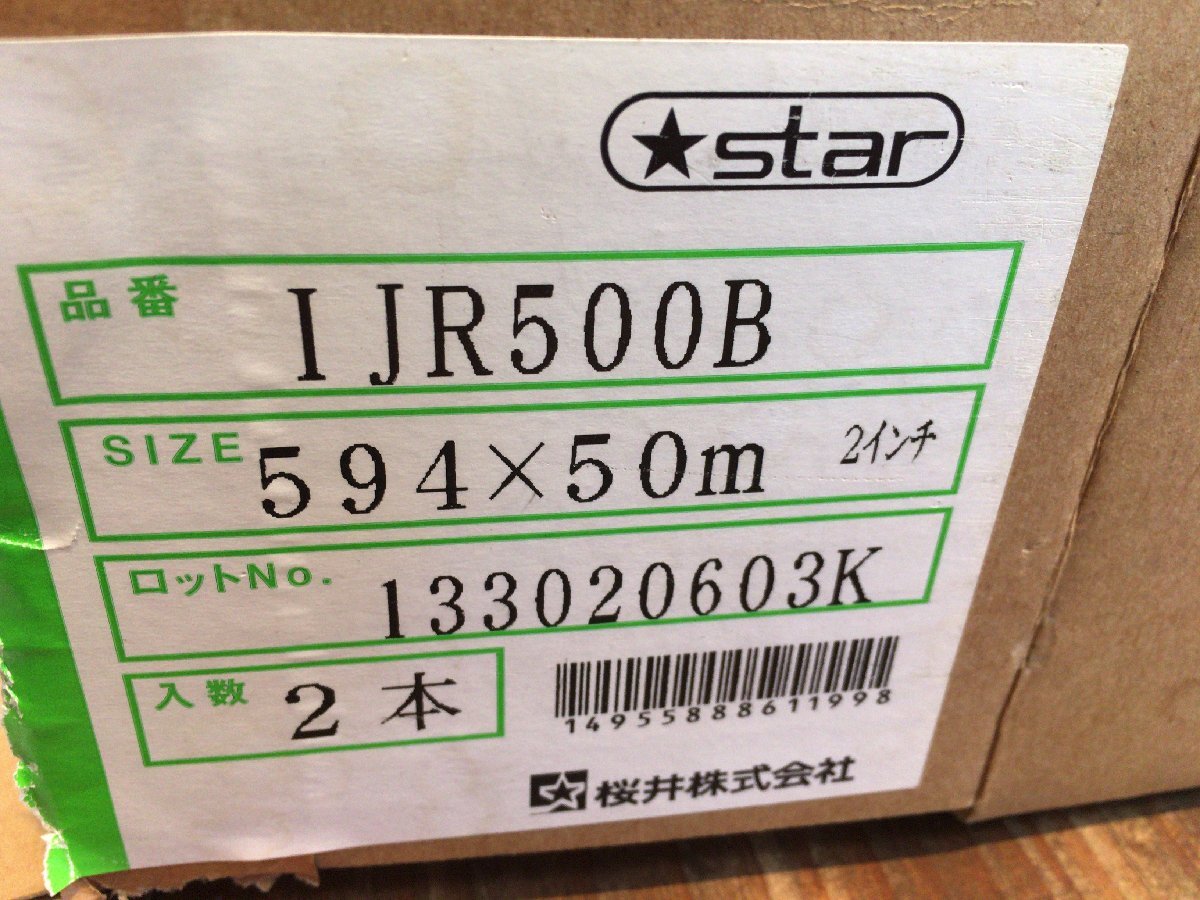 ★star
品番 IJR500B
SIZE 594×50m 2インチ
ロットNo. 133020603K
入数 2本
14955888611998
桜井株式会社